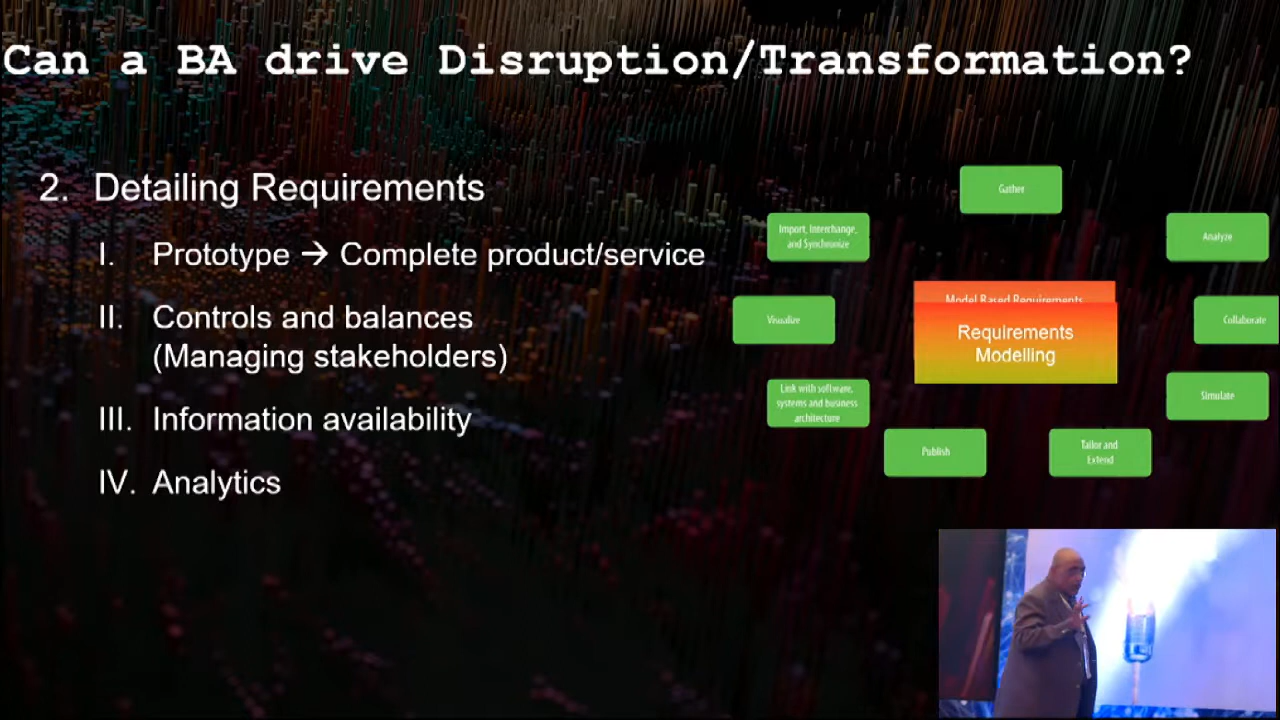 Can a BA drive Disruption/Transformation?
2. Detailing Requirements
I. Prototype → Complete product/service
II. Controls and balances
(Managing stakeholders)
III. Information availability
IV. Analytics
Gather
Import, Interchange,
and Synchronize
Analyze
Model Based Requirements
Visualize
Collaborate
Requirements
Modelling
Link with software,
systems and business
architecture
Simulate
Publish
Tailor and
Extend